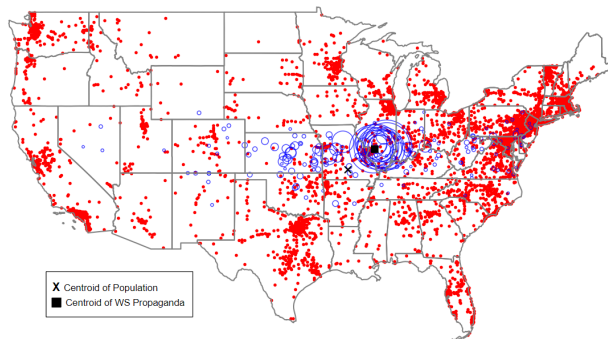 X Centroid of Population
Centroid of WS Propaganda